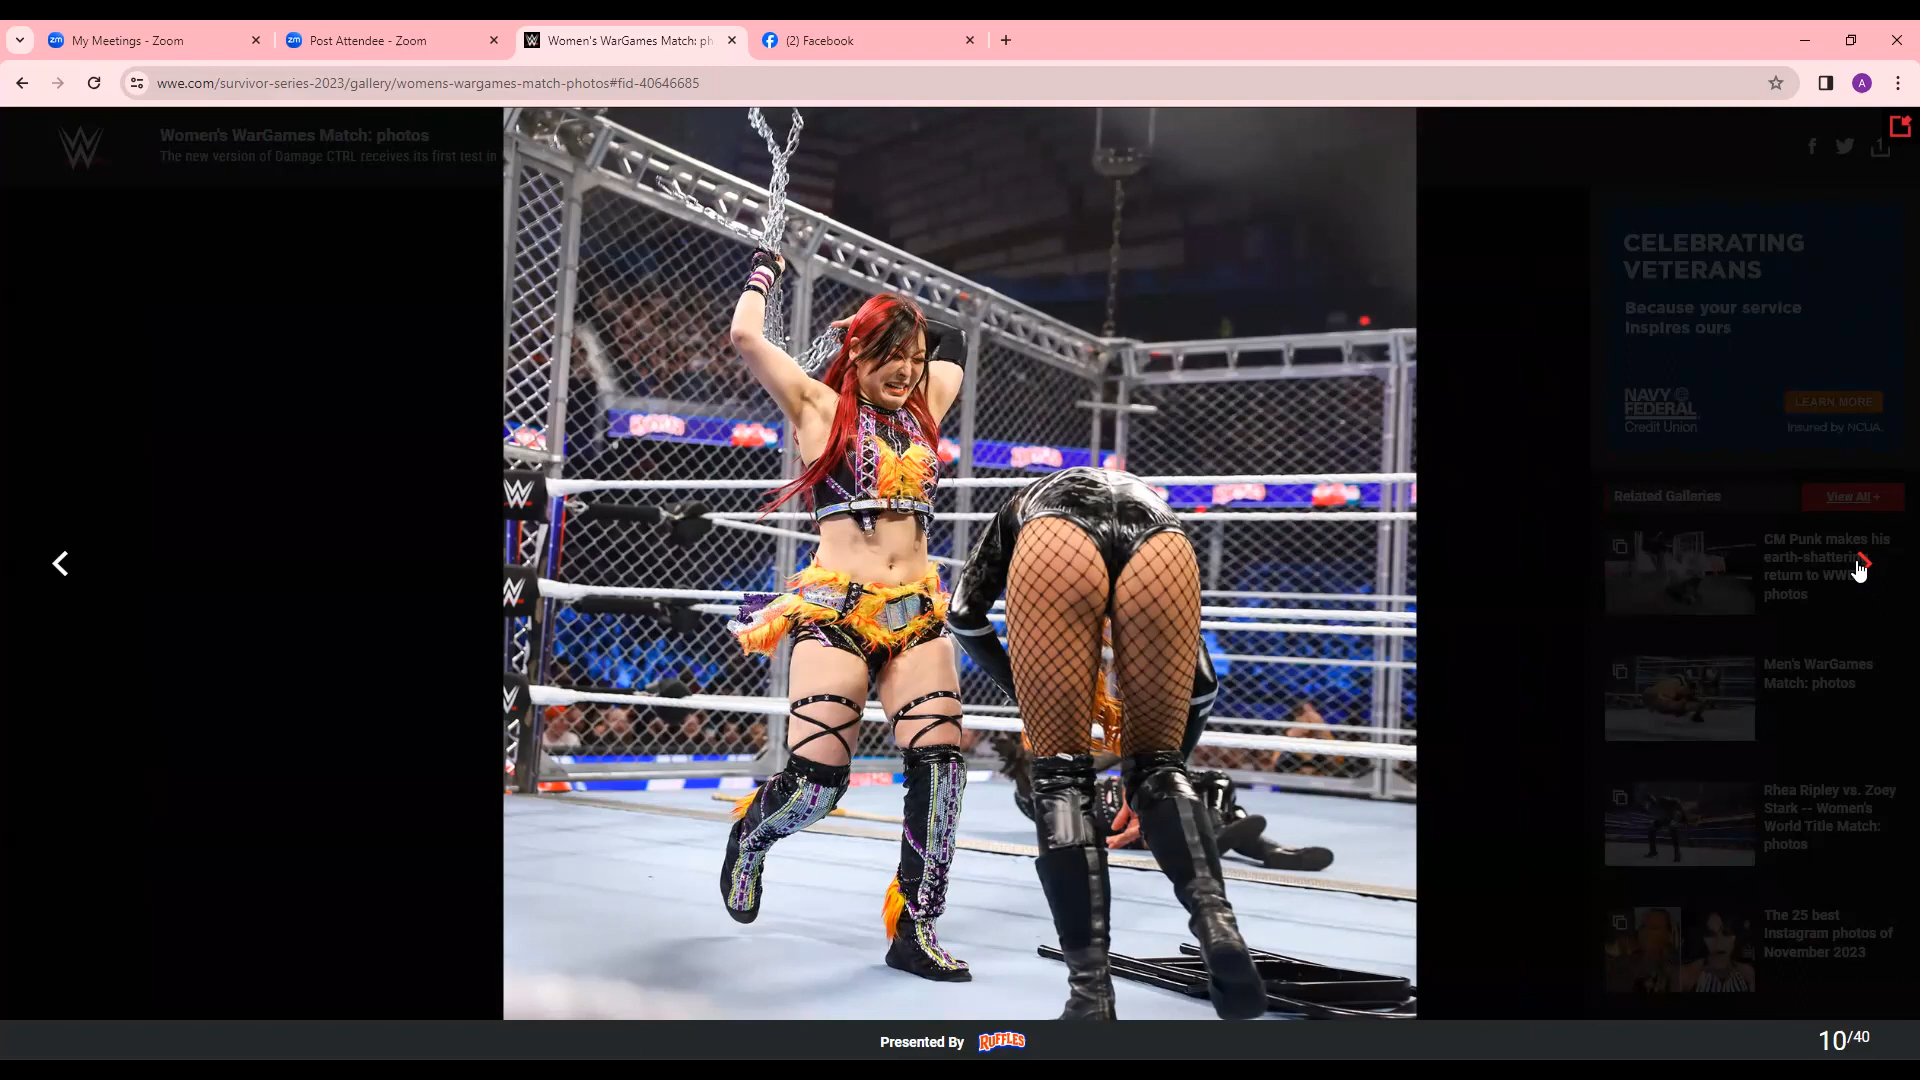 My Meetings - Zoom
Post Attendee - Zoom
Women's WarGames Match: ph
(2) Facebook
wwe.com/survivor-series-2023/gallery/womens-wargames-match-photos#fid-40646685
A
Women's WarGames Match: photos
The new version of Damage CTRL receives its first test in
CELEBRATING
VETERANS
Because your service
inspires ours
NAVY
FEDERAL
Credit Union
LEARN MORE
Insured by NCUA.
Related Galleries
View All +
CM Punk makes his
earth-shattering
return to WWE
photos
Men's WarGames
Match: photos
Rhea Ripley vs. Zoey
Stark -- Women's
World Title Match:
photos
The 25 best
Instagram photos of
November 2023
Presented By
RUFFLES
10/40